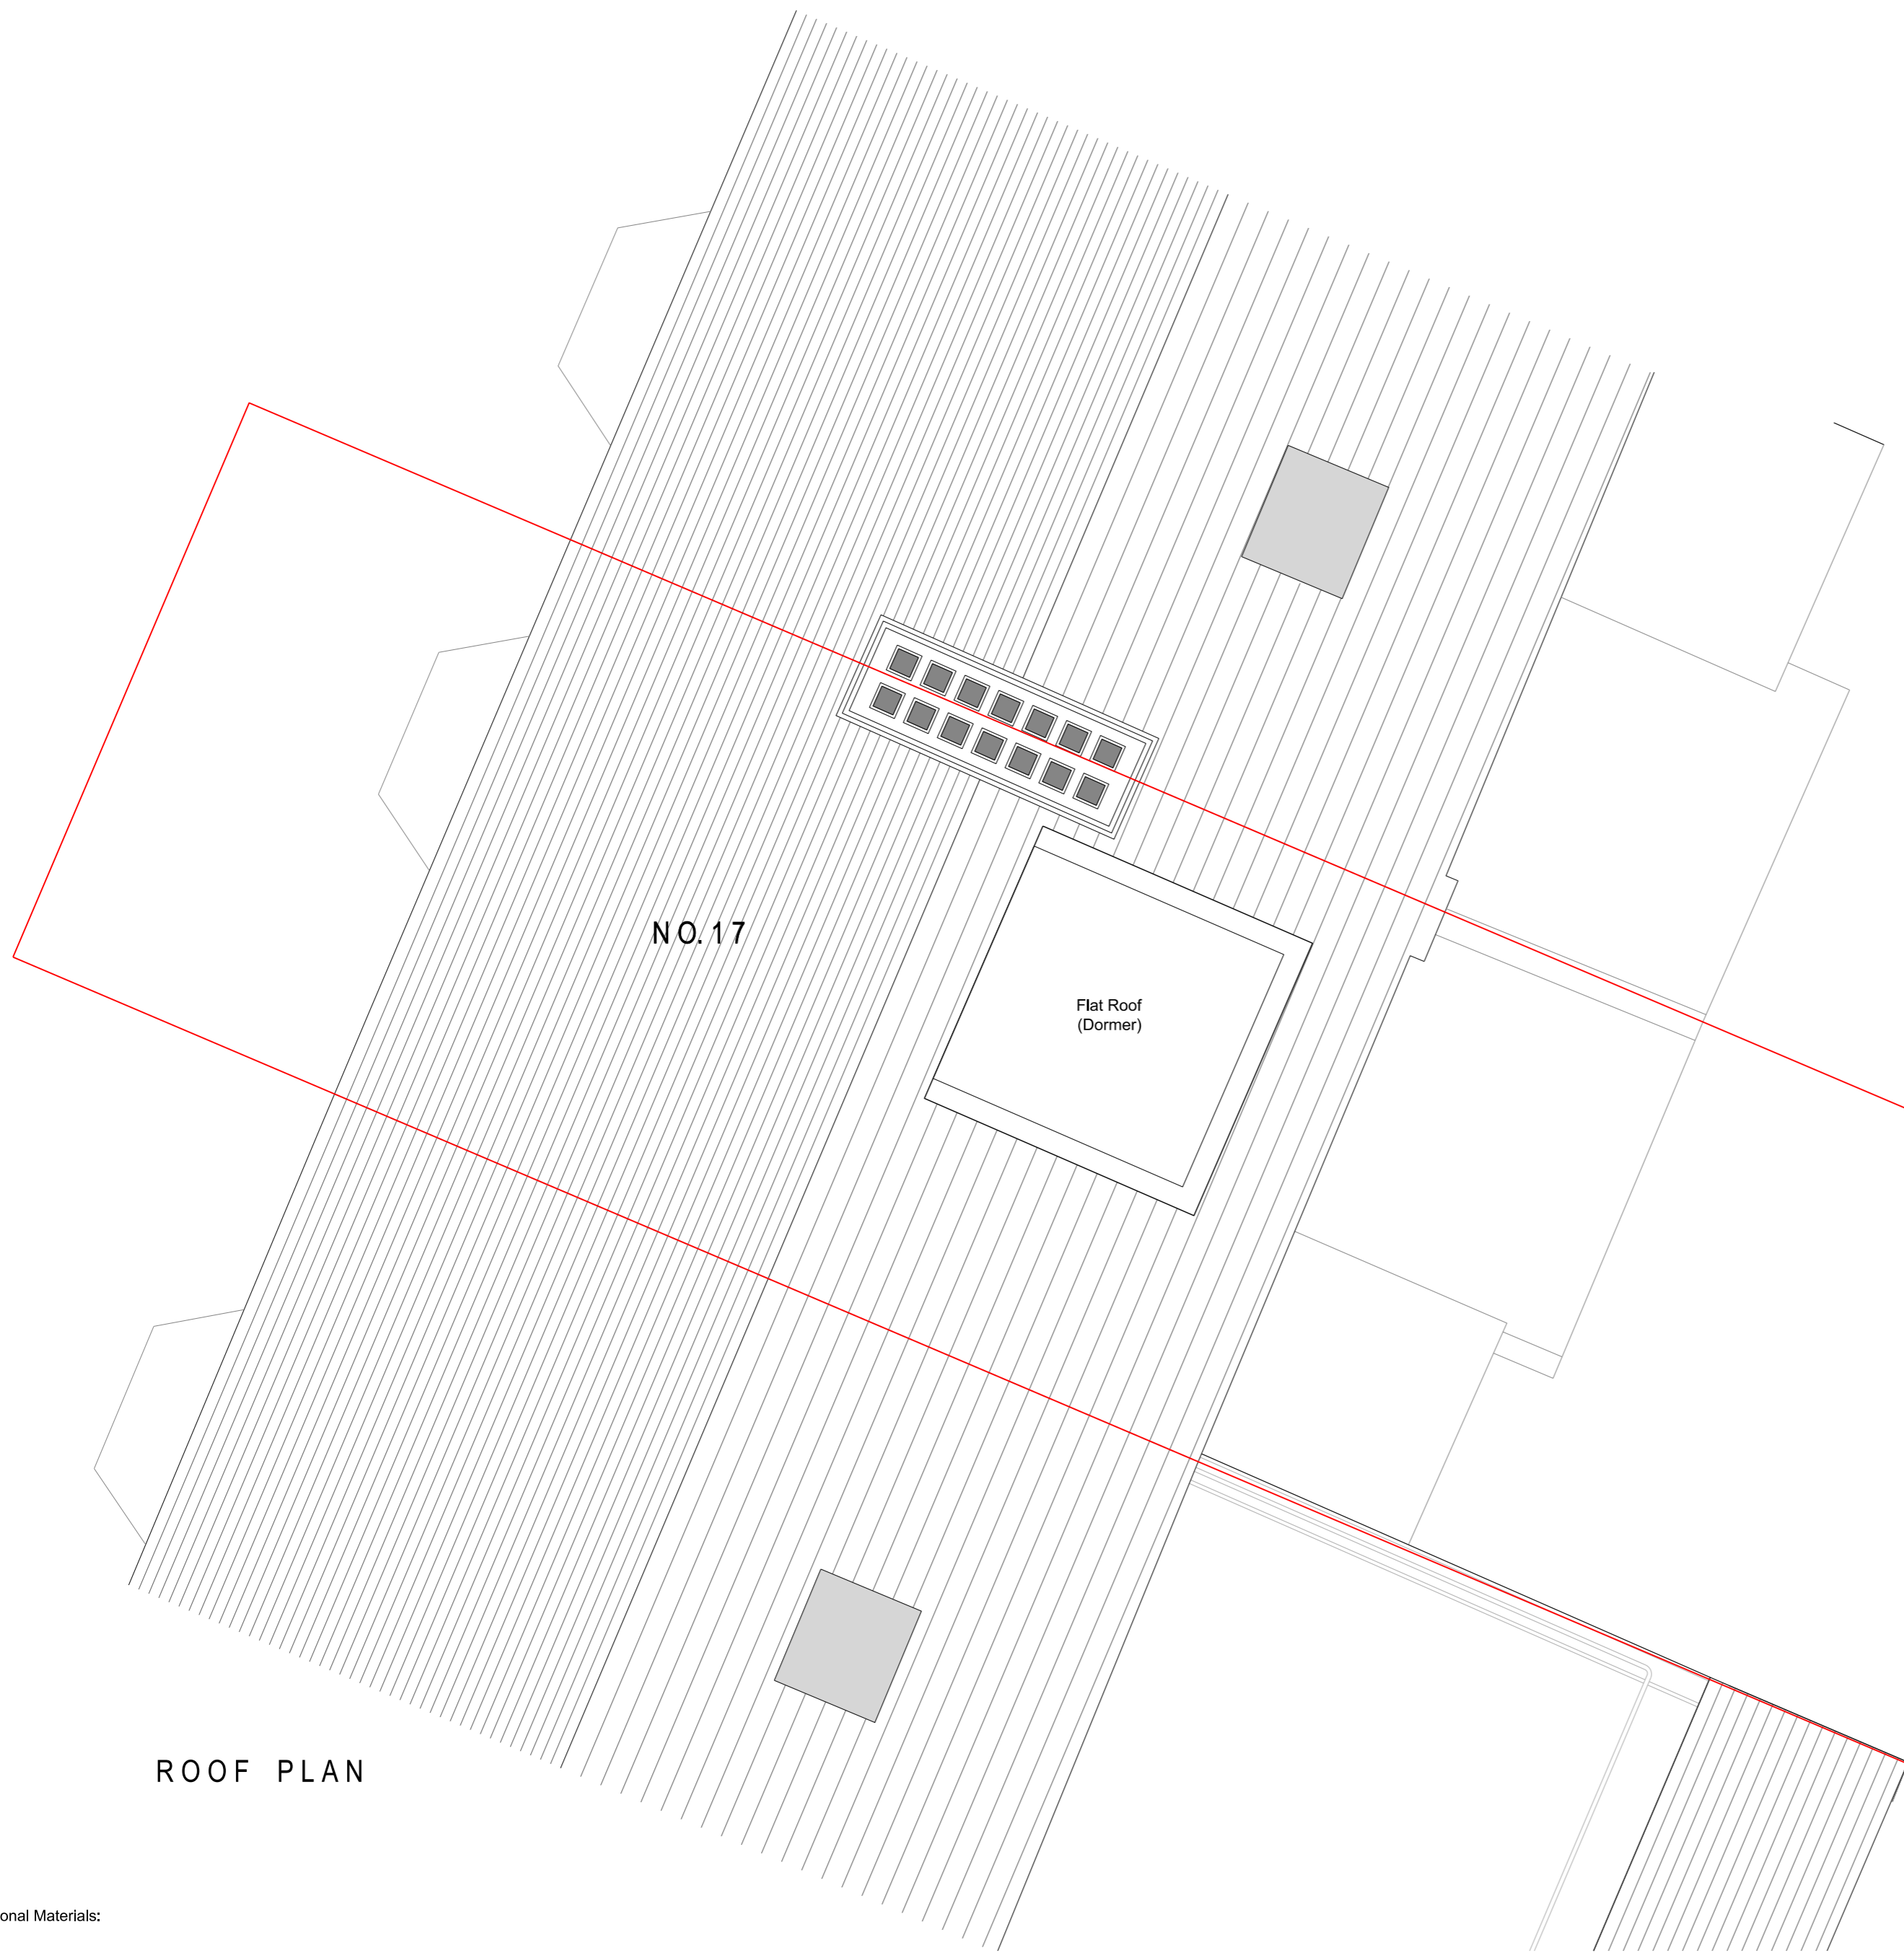 NO.17
Flat Roof
(Dormer)
ROOF PLAN
onal Materials: